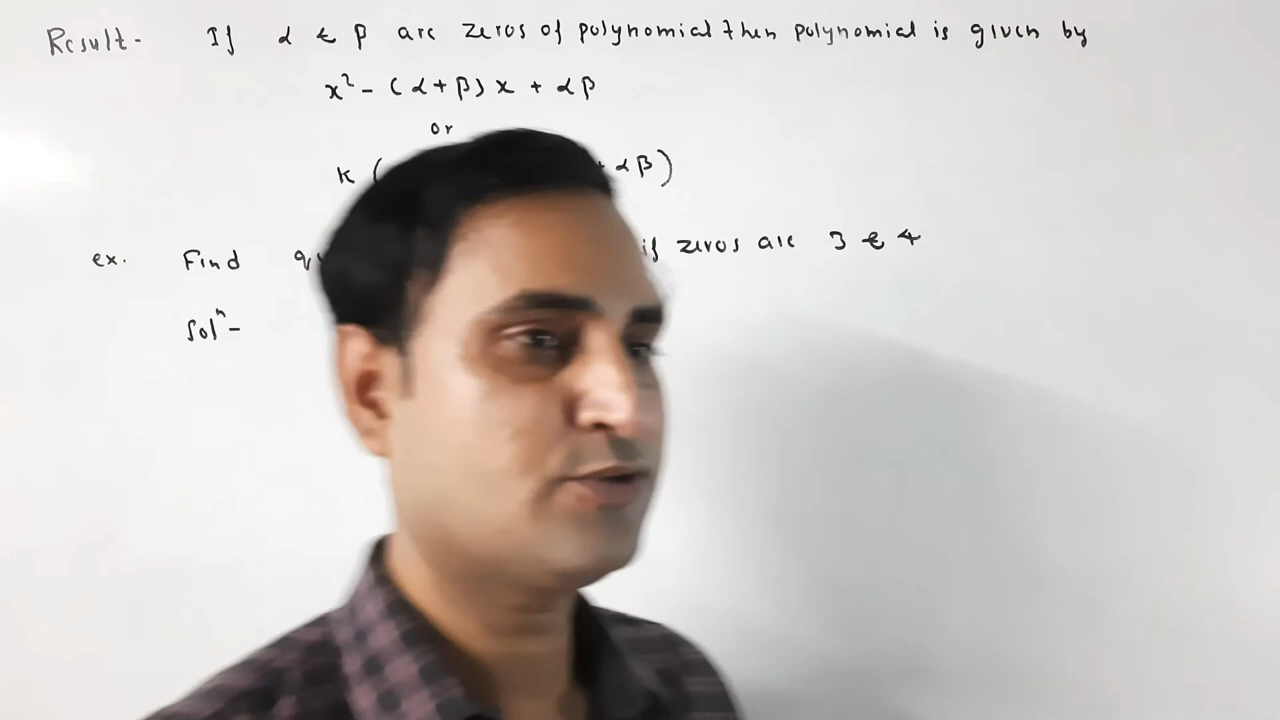 Result- If α & β are zeros of polynomial then polynomial is given by
x² - (α+β) x + αβ
or
K ( αβ)
ex. Find if zeros are 3 & 4
Solⁿ-